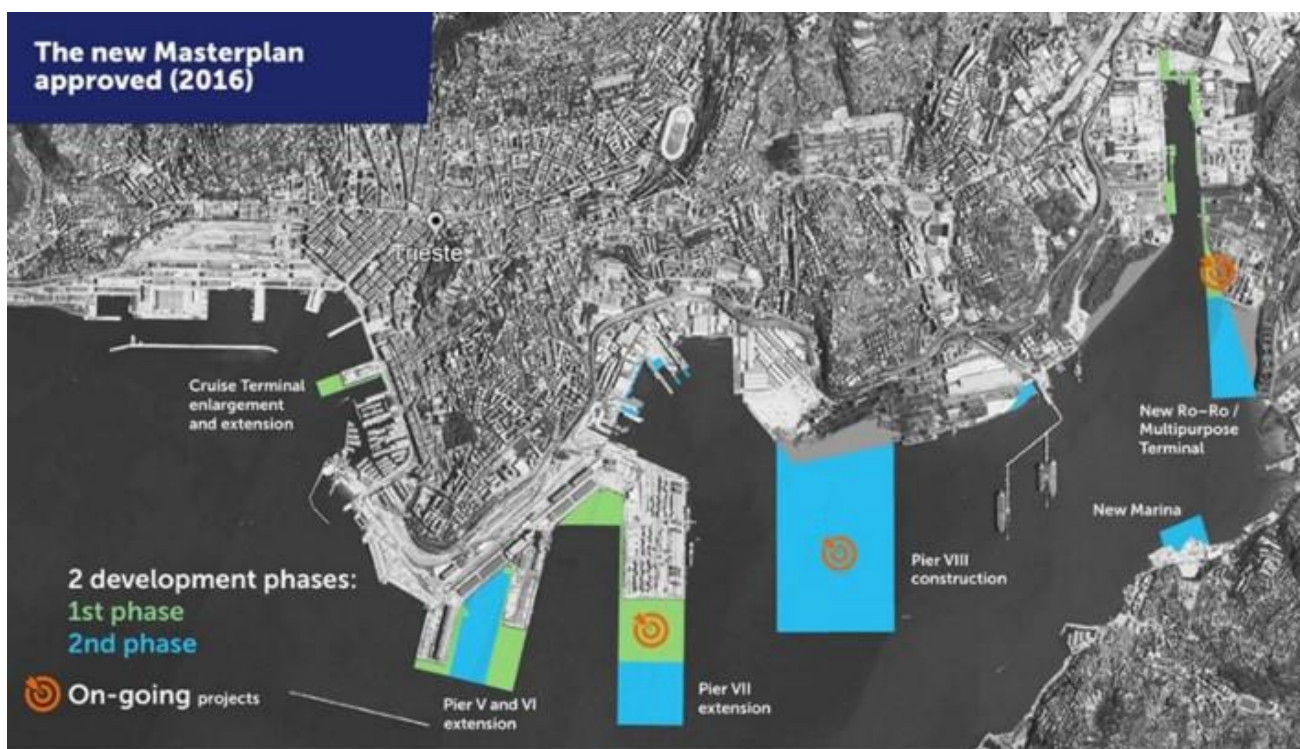 The new Masterplan
approved (2016)
Trieste
Cruise Terminal
enlargement
and extension
New Ro-Ro /
Multipurpose
Terminal
New Marina
Pier VIII
construction
2 development phases:
1st phase
2nd phase
On-going projects
Pier V and VI
extension
Pier VII
extension